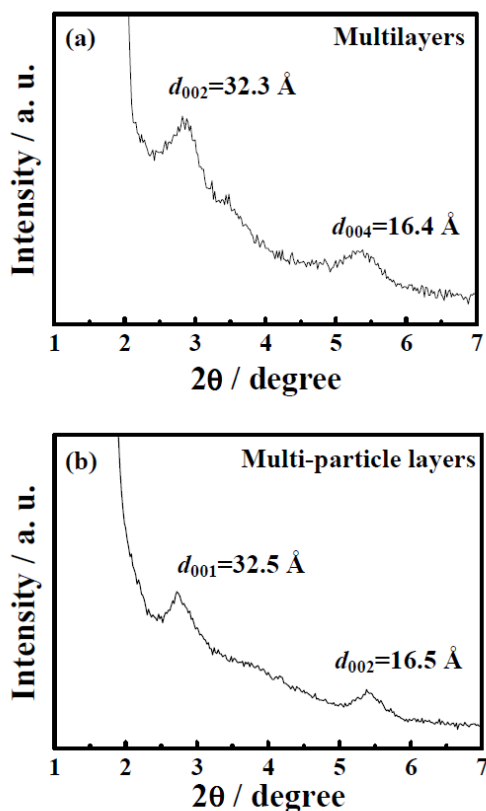 (a) Multilayers
d002=32.3 Å
d004=16.4 Å
Intensity / a. u.
1 2 3 4 5 6 7
2θ / degree
(b) Multi-particle layers
d001=32.5 Å
d002=16.5 Å
Intensity / a. u.
1 2 3 4 5 6 7
2θ / degree